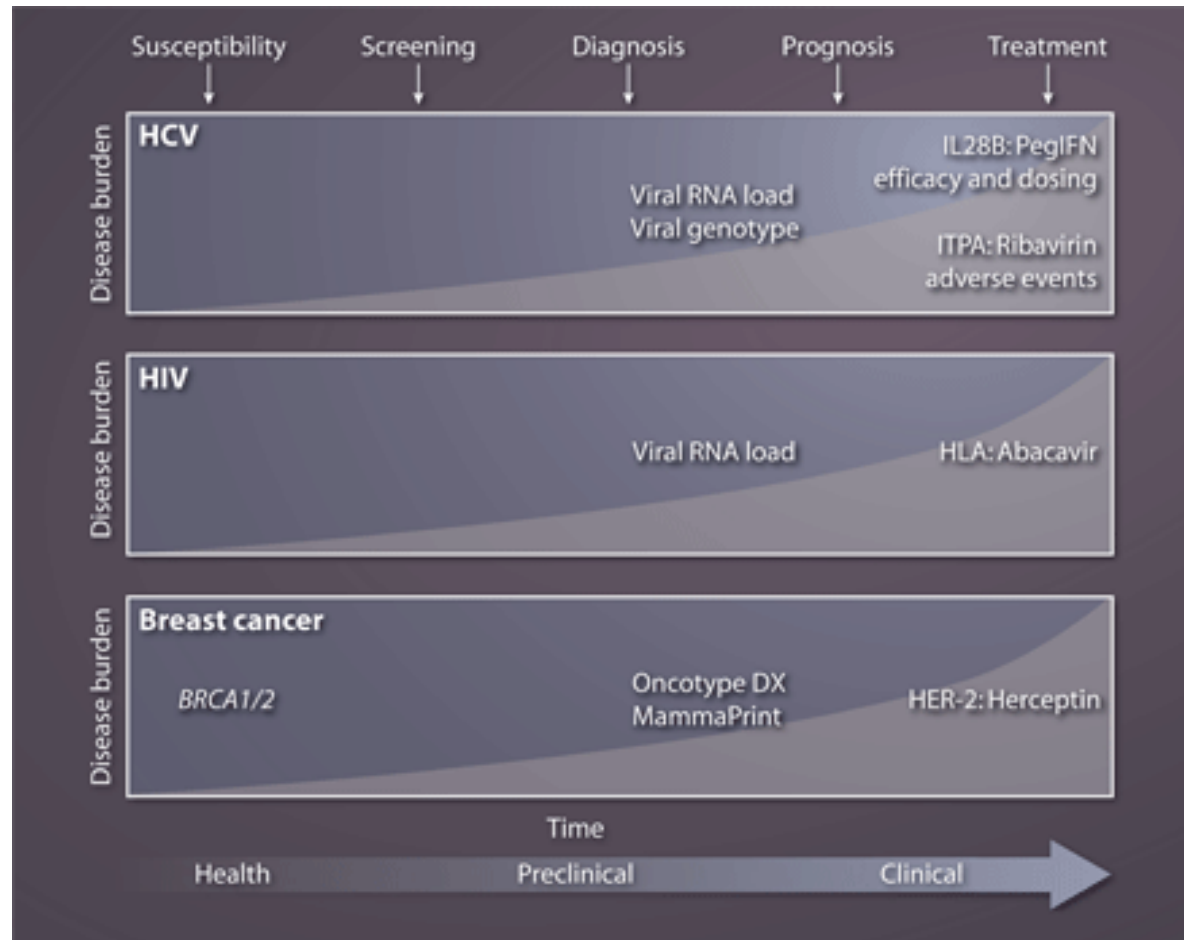 Susceptibility Screening Diagnosis Prognosis Treatment
Disease burden
HCV
Viral RNA load
Viral genotype
IL28B: PegIFN
efficacy and dosing
ITPA: Ribavirin
adverse events
Disease burden
HIV
Viral RNA load
HLA: Abacavir
Disease burden
Breast cancer
BRCA1/2
Oncotype DX
MammaPrint
HER-2: Herceptin
Time
Health Preclinical Clinical